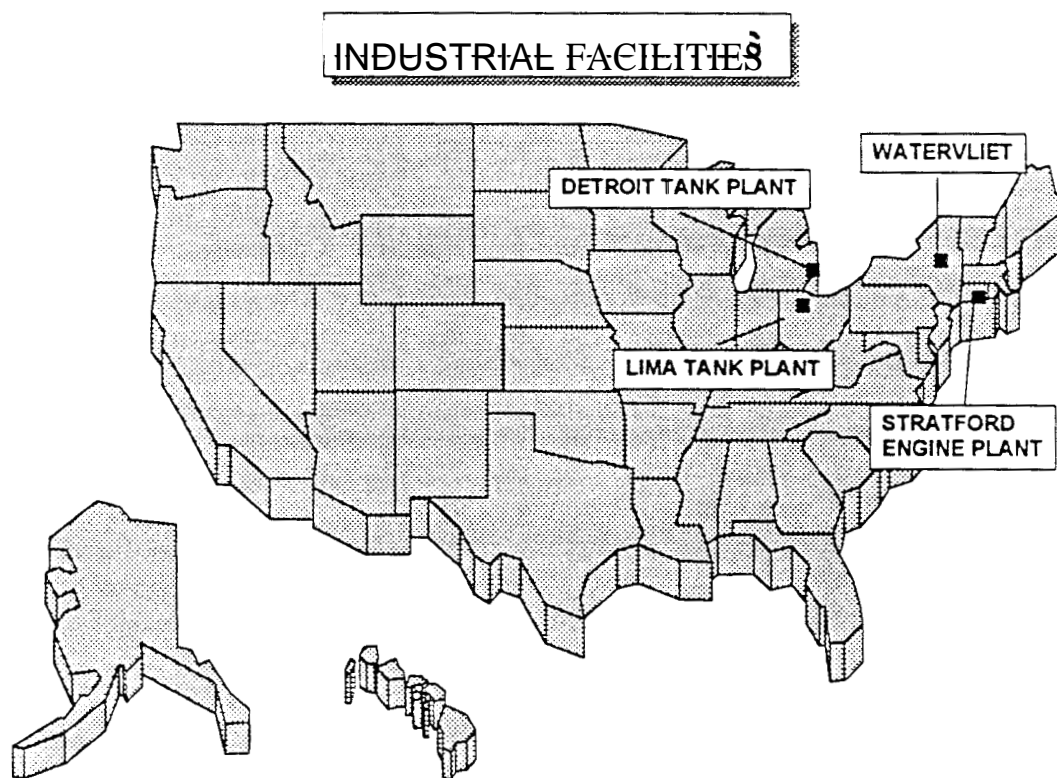 INDUSTRIAL FACILITIES
WATERVLIET
DETROIT TANK PLANT
LIMA TANK PLANT
STRATFORD
ENGINE PLANT